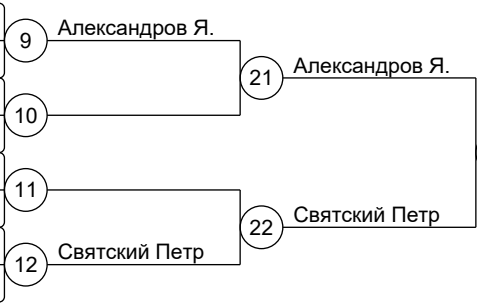 9 Александров Я.
21 Александров Я.
10
11
22 Святский Петр
12 Святский Петр